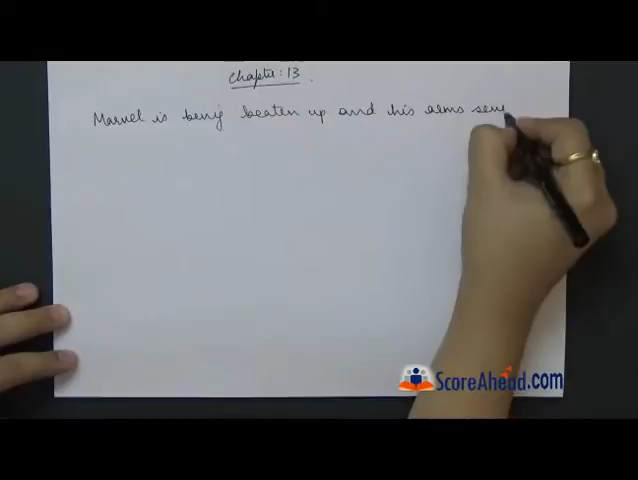 Chapter: 13
Marvel is being beaten up and his arms
ScoreAhead.com